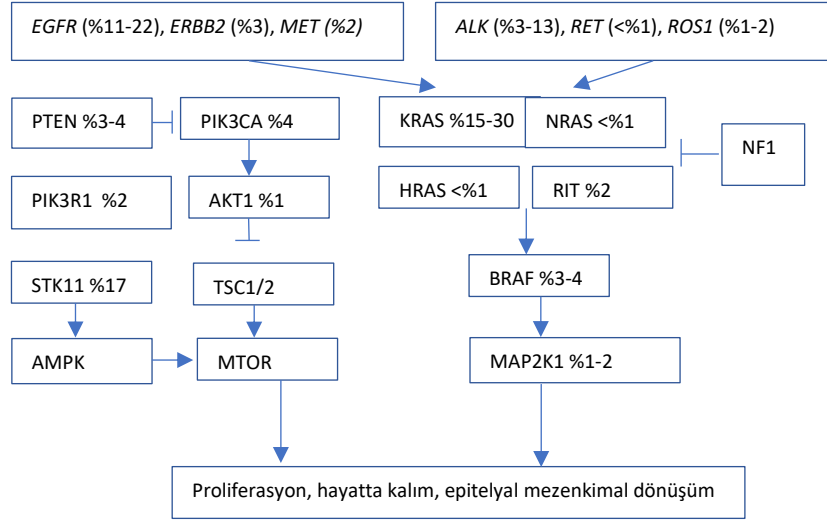 EGFR (%11-22), ERBB2 (%3), MET (%2)
ALK (%3-13), RET (<%1), ROS1 (%1-2)
PTEN %3-4
PIK3CA %4
KRAS %15-30
NRAS <%1
NF1
PIK3R1 %2
AKT1 %1
HRAS <%1
RIT %2
STK11 %17
TSC1/2
BRAF %3-4
AMPK
MTOR
MAP2K1 %1-2
Proliferasyon, hayatta kalım, epitelyal mezenkimal dönüşüm